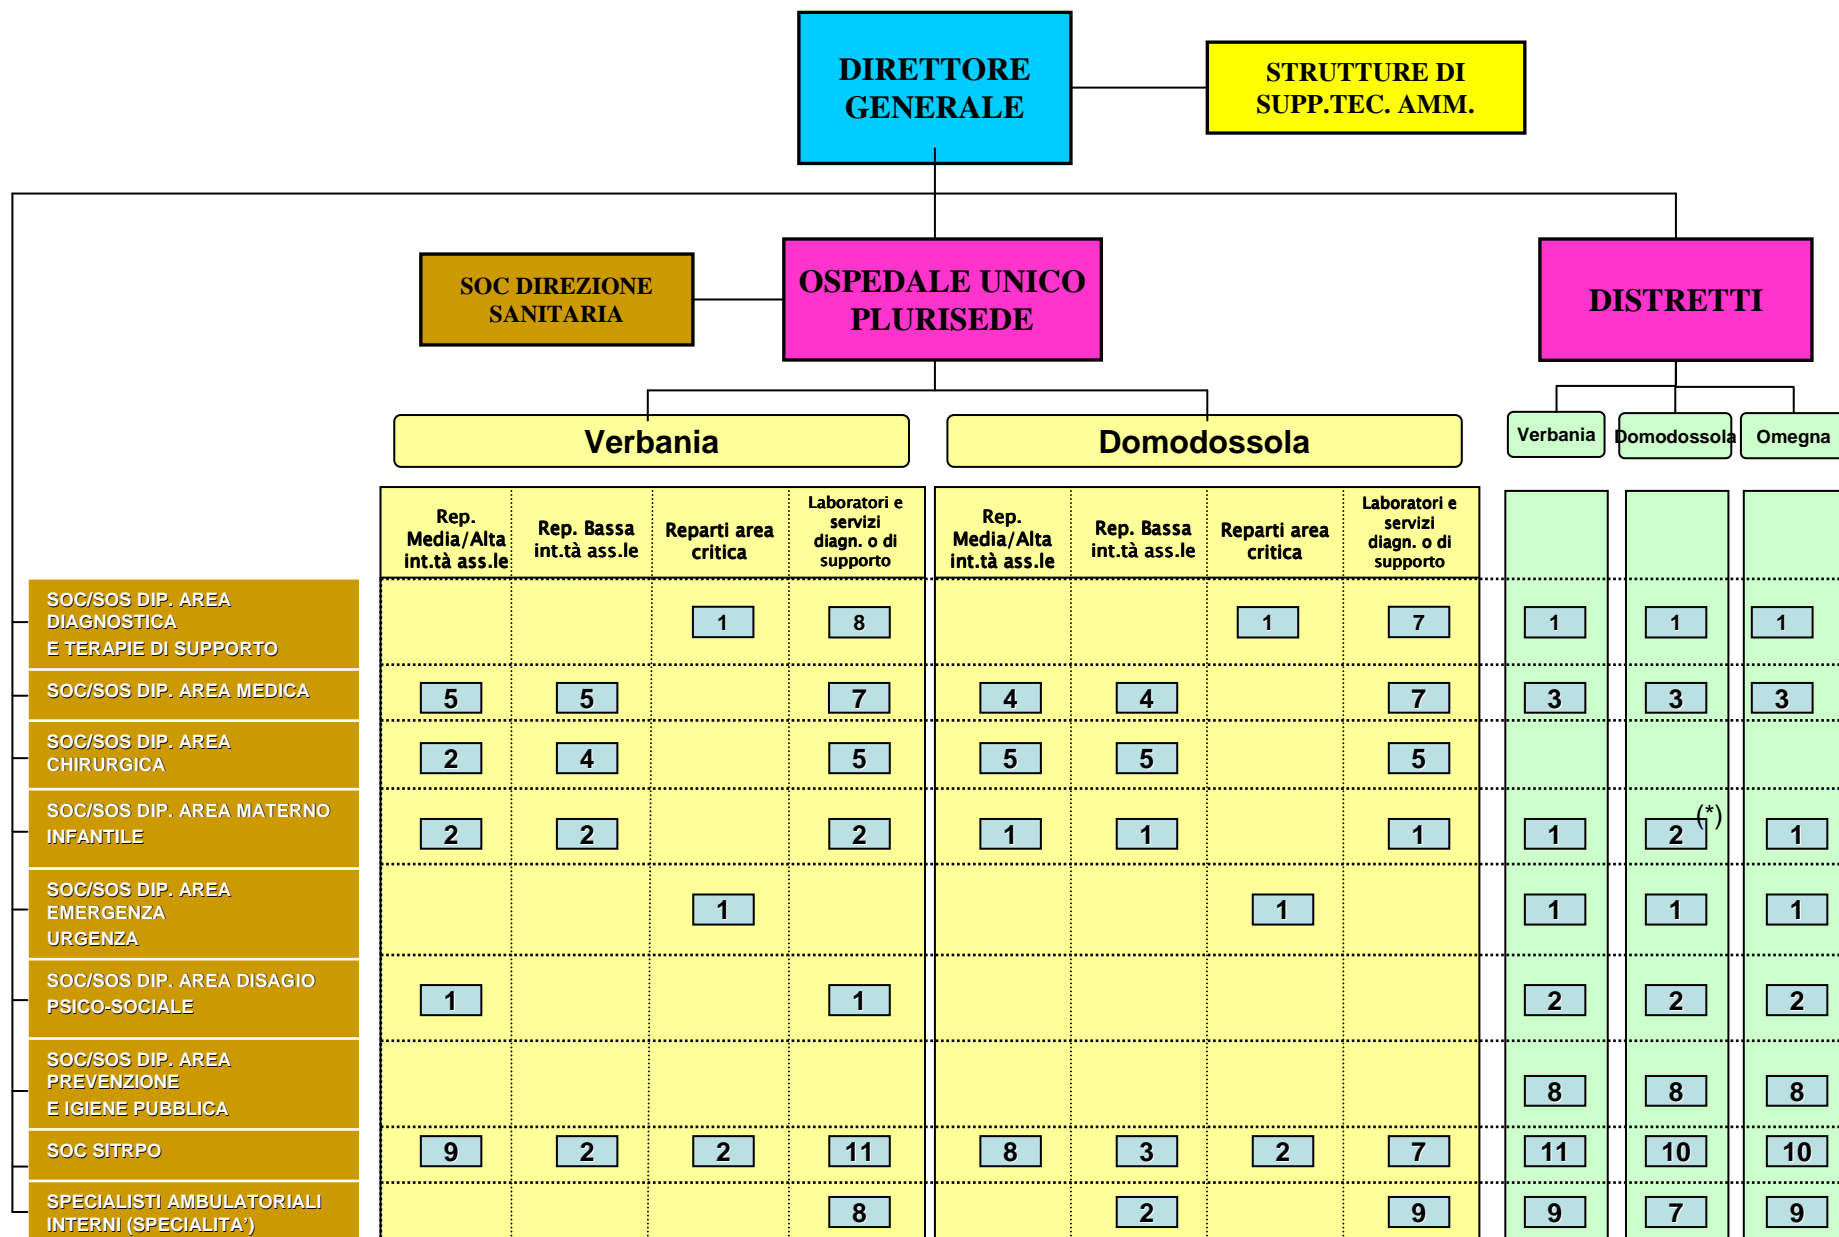 DIRETTORE
GENERALE
STRUTTURE DI
SUPP.TEC. AMM.
SOC DIREZIONE
SANITARIA
OSPEDALE UNICO
PLURISEDE
DISTRETTI
Verbania
Domodossola
Verbania
Domodossola
Omegna
Rep.
Media/Alta
int.tà ass.le
Rep. Bassa
int.tà ass.le
Reparti area
critica
Laboratori e
servizi
diagn. o di
supporto
Rep.
Media/Alta
int.tà ass.le
Rep. Bassa
int.tà ass.le
Reparti area
critica
Laboratori e
servizi
diagn. o di
supporto
SOC/SOS DIP. AREA
DIAGNOSTICA
E TERAPIE DI SUPPORTO
1 8 1 7 1 1 1
SOC/SOS DIP. AREA MEDICA
5 5 7 4 4 7 3 3 3
SOC/SOS DIP. AREA
CHIRURGICA
2 4 5 5 5 5
SOC/SOS DIP. AREA MATERNO
INFANTILE
2 2 2 1 1 1 1 2 (*) 1
SOC/SOS DIP. AREA
EMERGENZA
URGENZA
1 1 1 1 1
SOC/SOS DIP. AREA DISAGIO
PSICO-SOCIALE
1 1 2 2 2
SOC/SOS DIP. AREA
PREVENZIONE
E IGIENE PUBBLICA
8 8 8
SOC SITRPO
9 2 2 11 8 3 2 7 11 10 10
SPECIALISTI AMBULATORIALI
INTERNI (SPECIALITA')
8 2 9 9 7 9